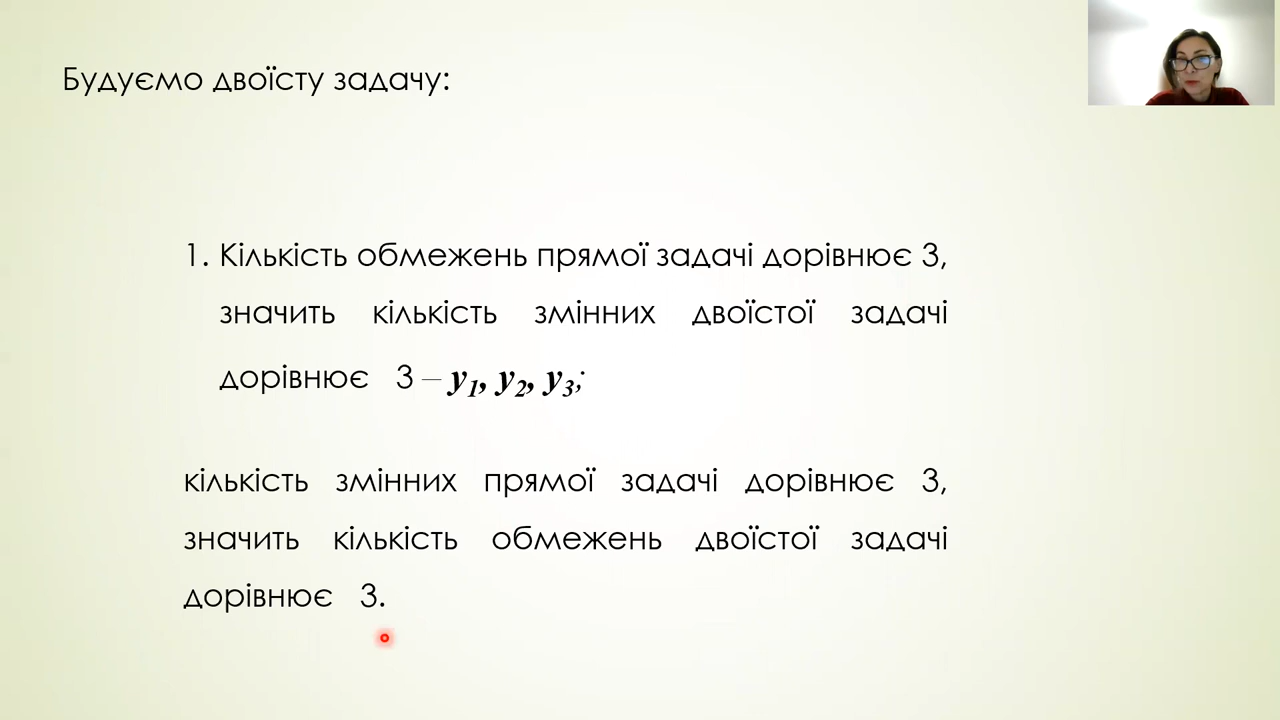 Будуємо двоїсту задачу:
1. Кількість обмежень прямої задачі дорівнює 3,
значить кількість змінних двоїстої задачі
дорівнює 3 – y₁, y₂, y₃;
кількість змінних прямої задачі дорівнює 3,
значить кількість обмежень двоїстої задачі
дорівнює 3.